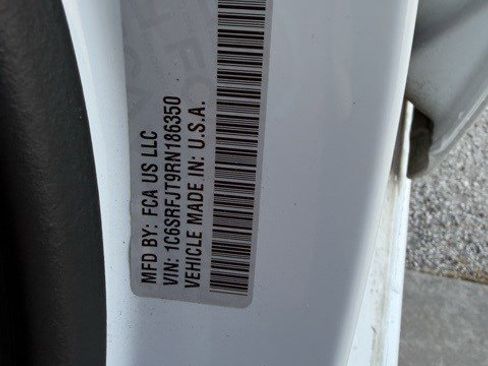 MFD BY: FCA US LLC
VIN: 1C6SRFJT9RN186350
VEHICLE MADE IN: U.S.A.